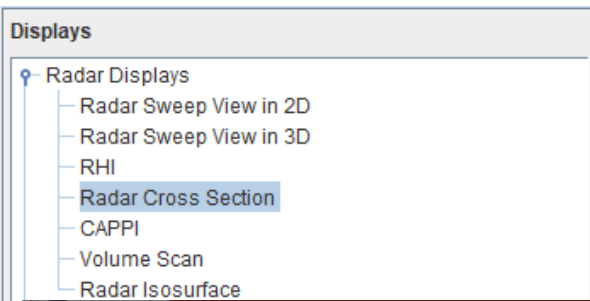 Displays
Radar Displays
Radar Sweep View in 2D
Radar Sweep View in 3D
RHI
Radar Cross Section
CAPPI
Volume Scan
Radar Isosurface